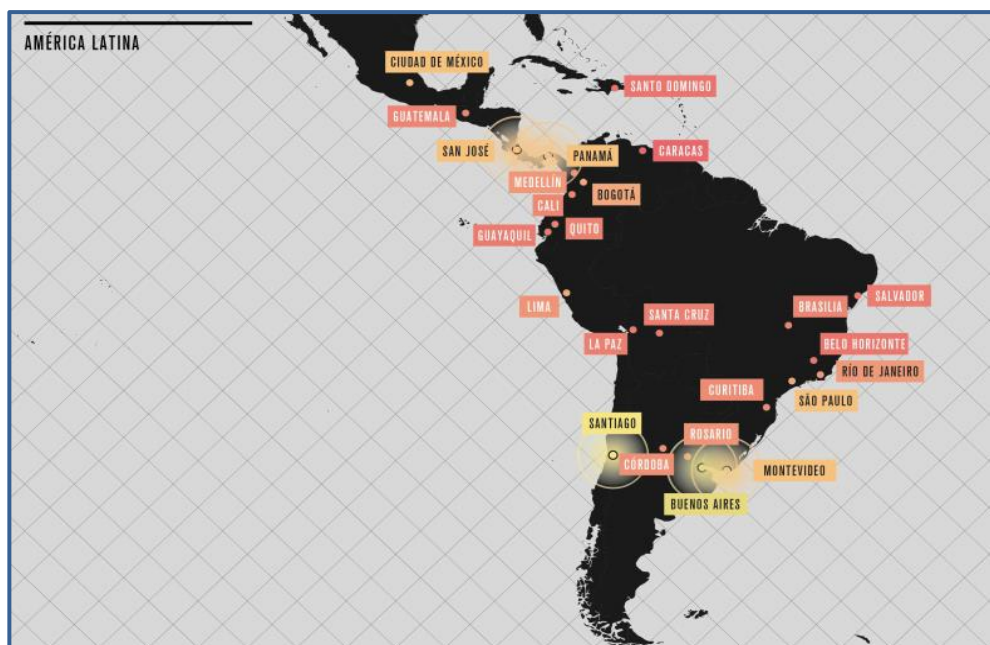 AMÉRICA LATINA
CIUDAD DE MÉXICO
SANTO DOMINGO
GUATEMALA
SAN JOSÉ
PANAMÁ
CARACAS
MEDELLÍN
BOGOTÁ
CALI
QUITO
GUAYAQUIL
LIMA
SALVADOR
BRASILIA
SANTA CRUZ
LA PAZ
BELO HORIZONTE
RÍO DE JANEIRO
CURITIBA
SÃO PAULO
SANTIAGO
ROSARIO
CÓRDOBA
MONTEVIDEO
BUENOS AIRES